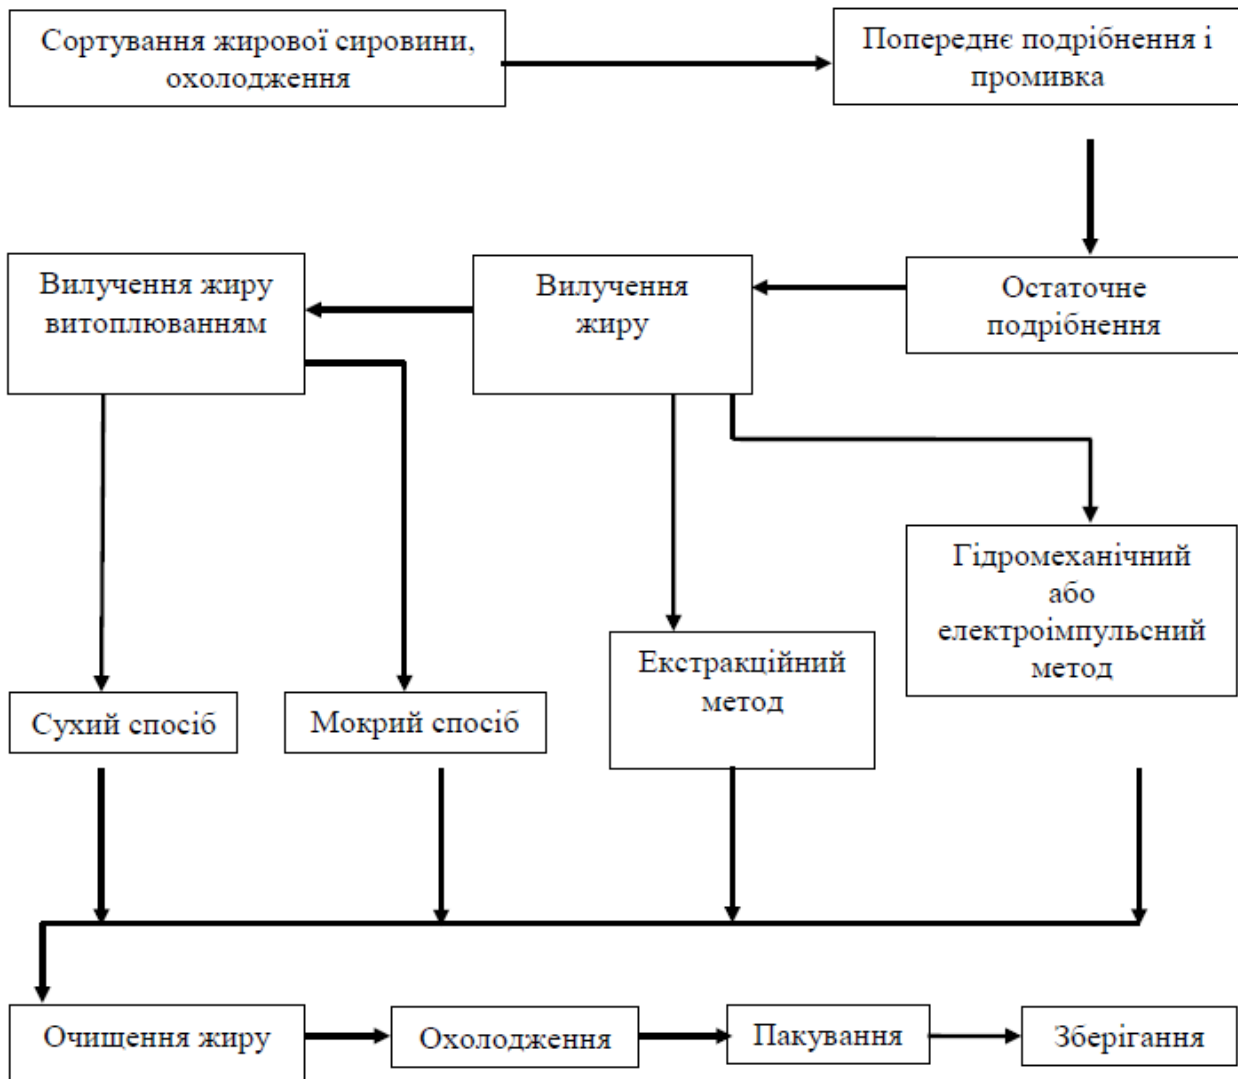 Сортування жирової сировини,
охолодження
Попереднє подрібнення і
промивка
Остаточне
подрібнення
Вилучення
жиру
Вилучення жиру
витоплюванням
Гідромеханічний
або
електроімпульсний
метод
Екстракційний
метод
Сухий спосіб
Мокрий спосіб
Очищення жиру
Охолодження
Пакування
Зберігання